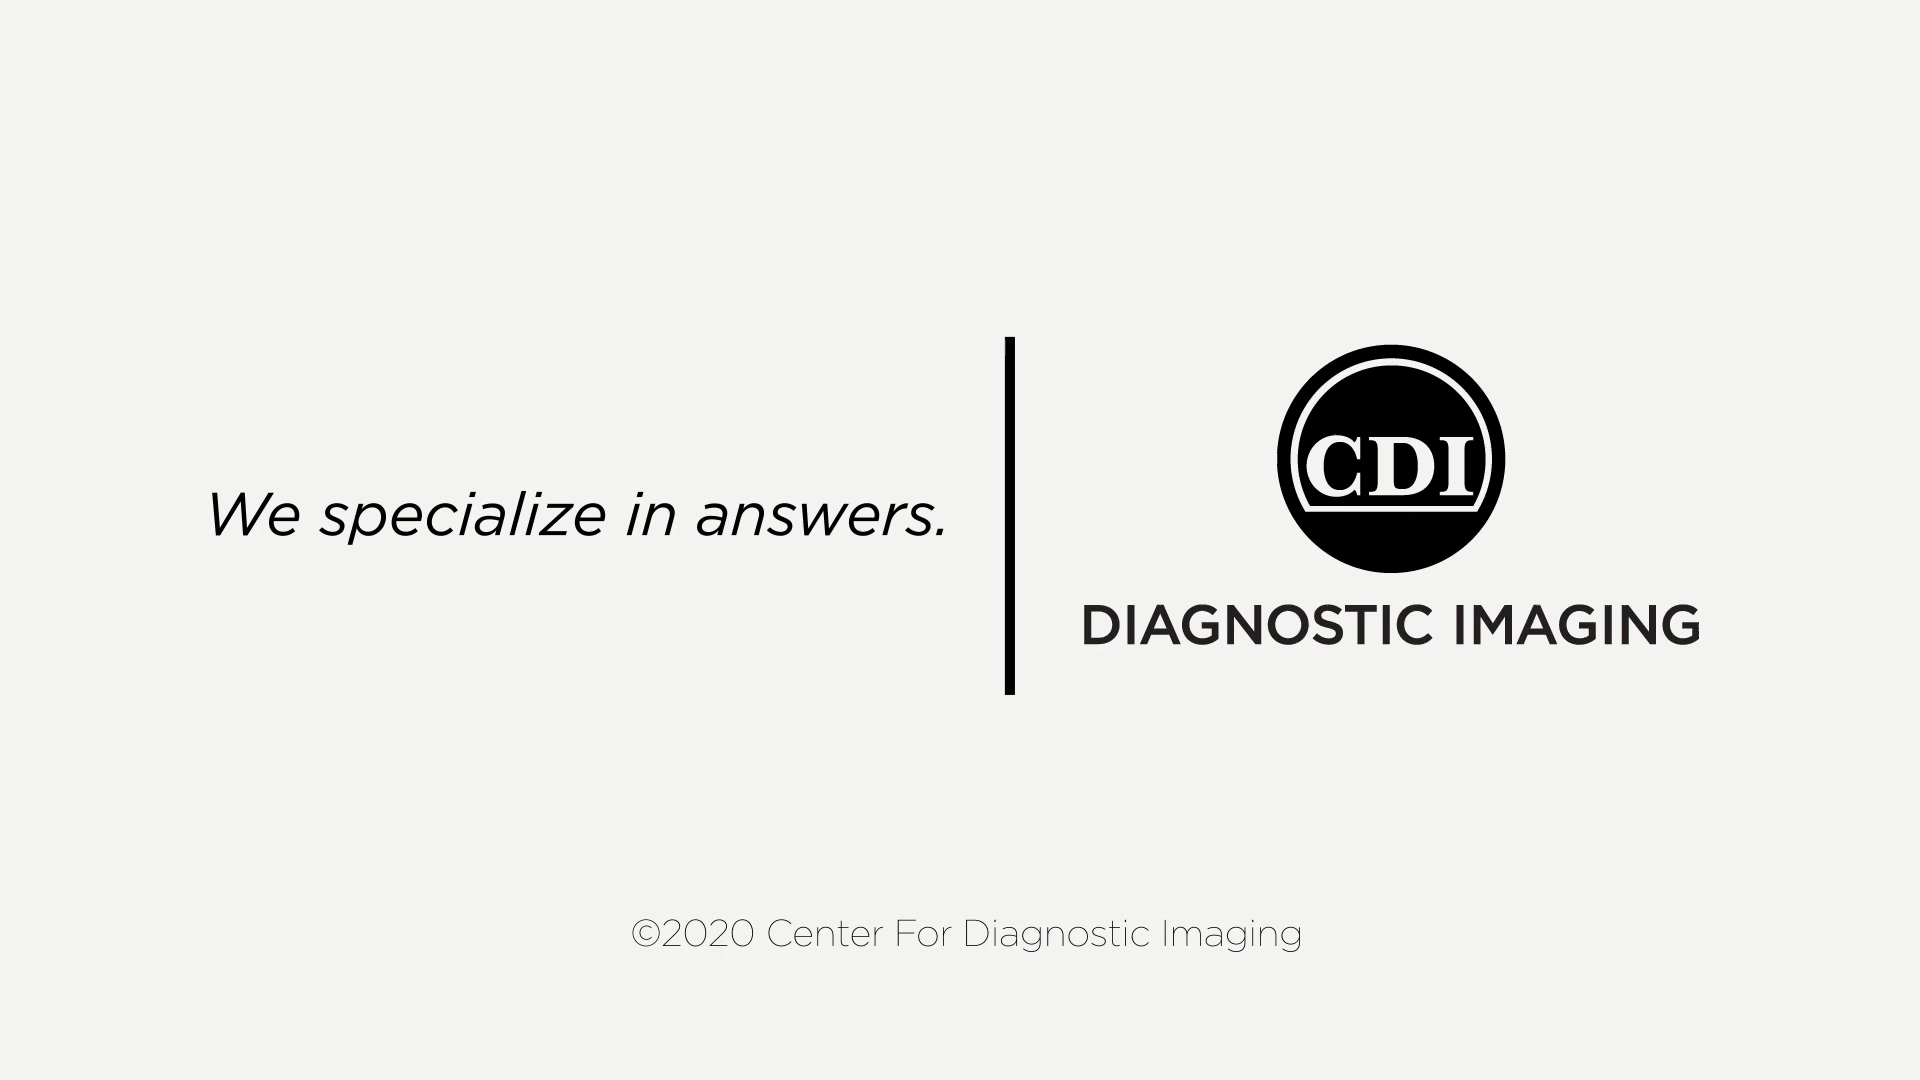 We specialize in answers.
CDI
DIAGNOSTIC IMAGING
©2020 Center For Diagnostic Imaging